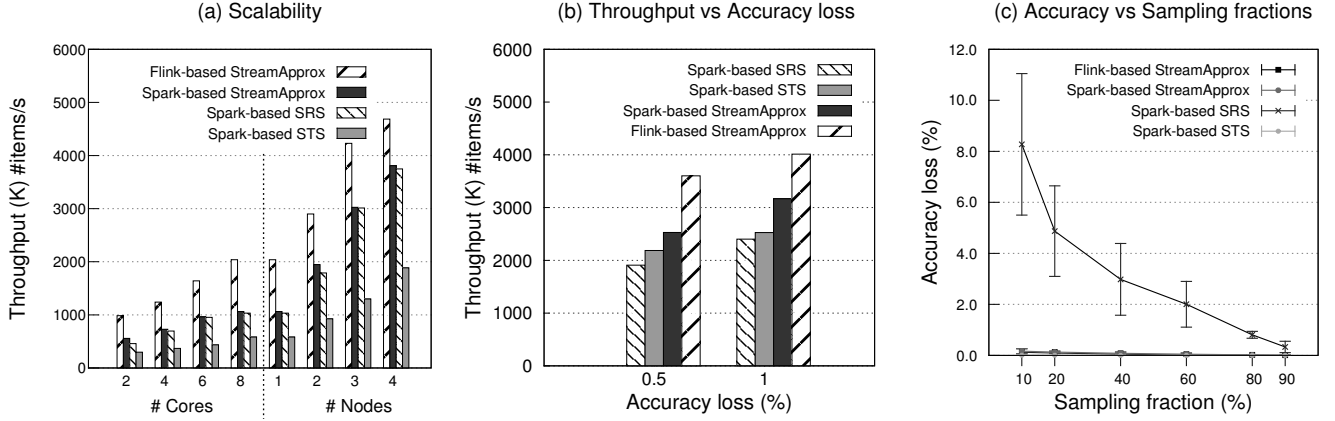 (a) Scalability
Throughput (K) #items/s
6000
5000
4000
3000
2000
1000
0
Flink-based StreamApprox
Spark-based StreamApprox
Spark-based SRS
Spark-based STS
2 4 6 8 1 2 3 4
# Cores # Nodes
(b) Throughput vs Accuracy loss
Throughput (K) #items/s
6000
5000
4000
3000
2000
1000
0
Spark-based SRS
Spark-based STS
Spark-based StreamApprox
Flink-based StreamApprox
0.5 1
Accuracy loss (%)
(c) Accuracy vs Sampling fractions
Accuracy loss (%)
12.0
10.0
8.0
6.0
4.0
2.0
0.0
Flink-based StreamApprox
Spark-based StreamApprox
Spark-based SRS
Spark-based STS
10 20 40 60 80 90
Sampling fraction (%)